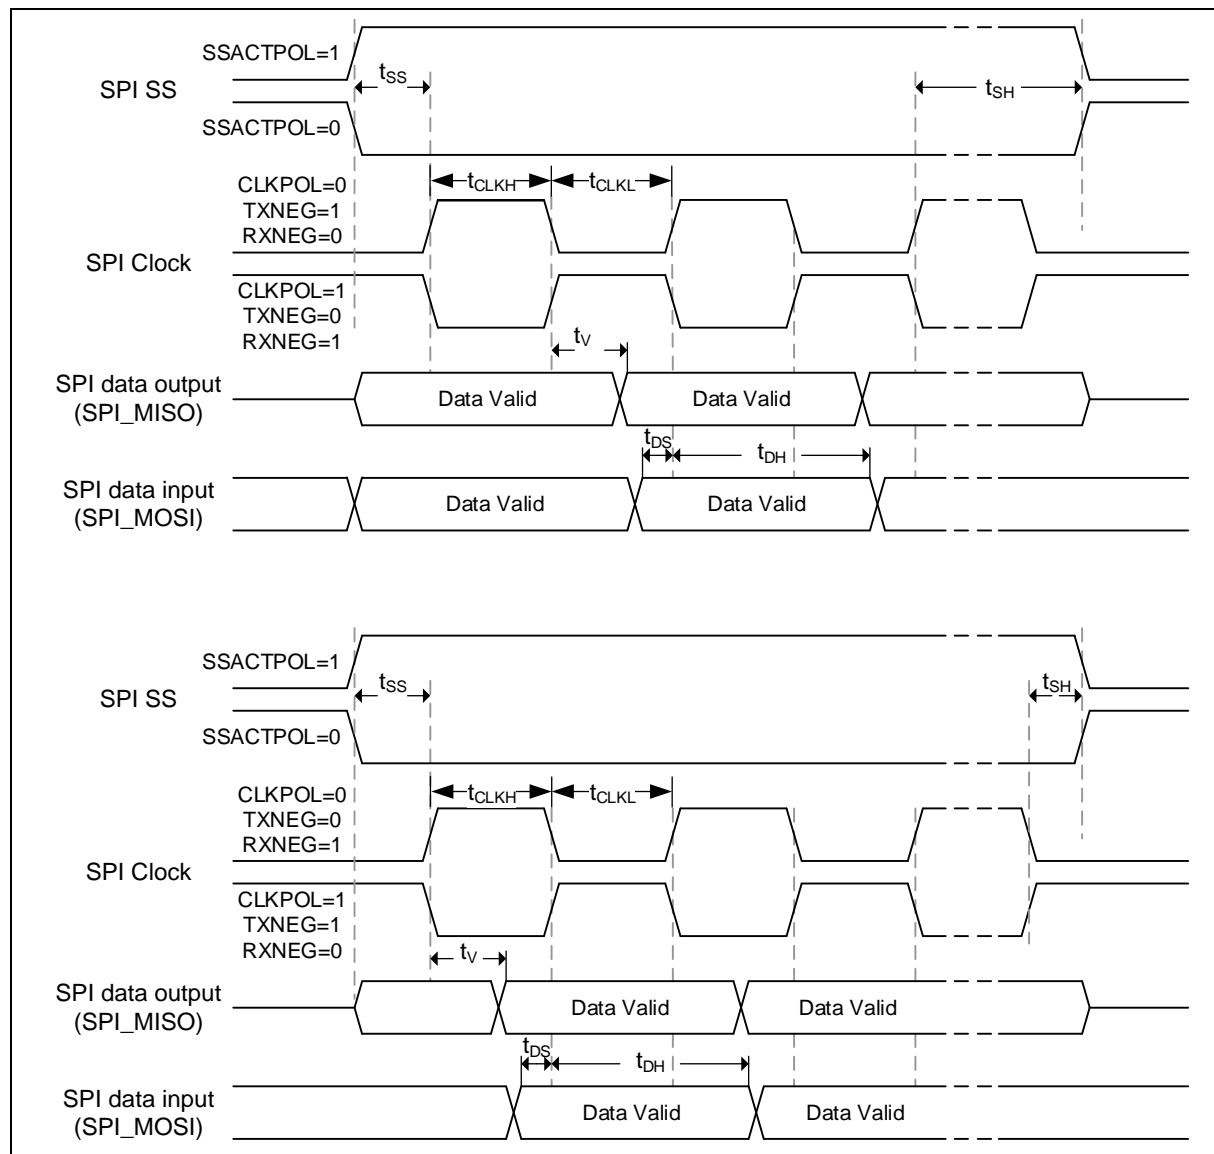 SSACTPOL=1
SPI SS
tSS
tSH
SSACTPOL=0
CLKPOL=0
TXNEG=1
RXNEG=0
tCLKH
tCLKL
SPI Clock
CLKPOL=1
TXNEG=0
RXNEG=1
tV
SPI data output
(SPI_MISO)
Data Valid
Data Valid
tDS
tDH
SPI data input
(SPI_MOSI)
Data Valid
Data Valid
SSACTPOL=1
SPI SS
tSS
tSH
SSACTPOL=0
CLKPOL=0
TXNEG=0
RXNEG=1
tCLKH
tCLKL
SPI Clock
CLKPOL=1
TXNEG=1
RXNEG=0
tV
SPI data output
(SPI_MISO)
Data Valid
Data Valid
tDS
tDH
SPI data input
(SPI_MOSI)
Data Valid
Data Valid